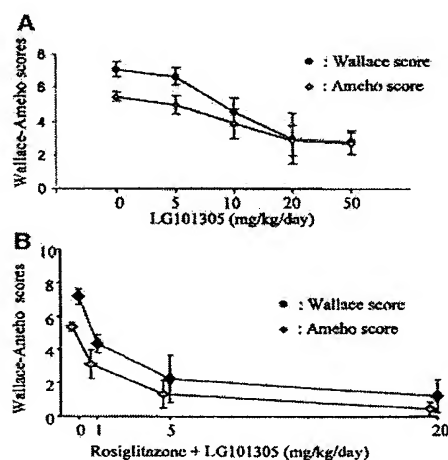 A
Wallace-Ameho scores
8
6
4
2
0
: Wallace score
: Ameho score
0 5 10 20 50
LG101305 (mg/kg/day)
B
Wallace-Ameho scores
10
8
6
4
2
0
: Wallace score
: Ameho score
0 1 5 20
Rosiglitazone + LG101305 (mg/kg/day)